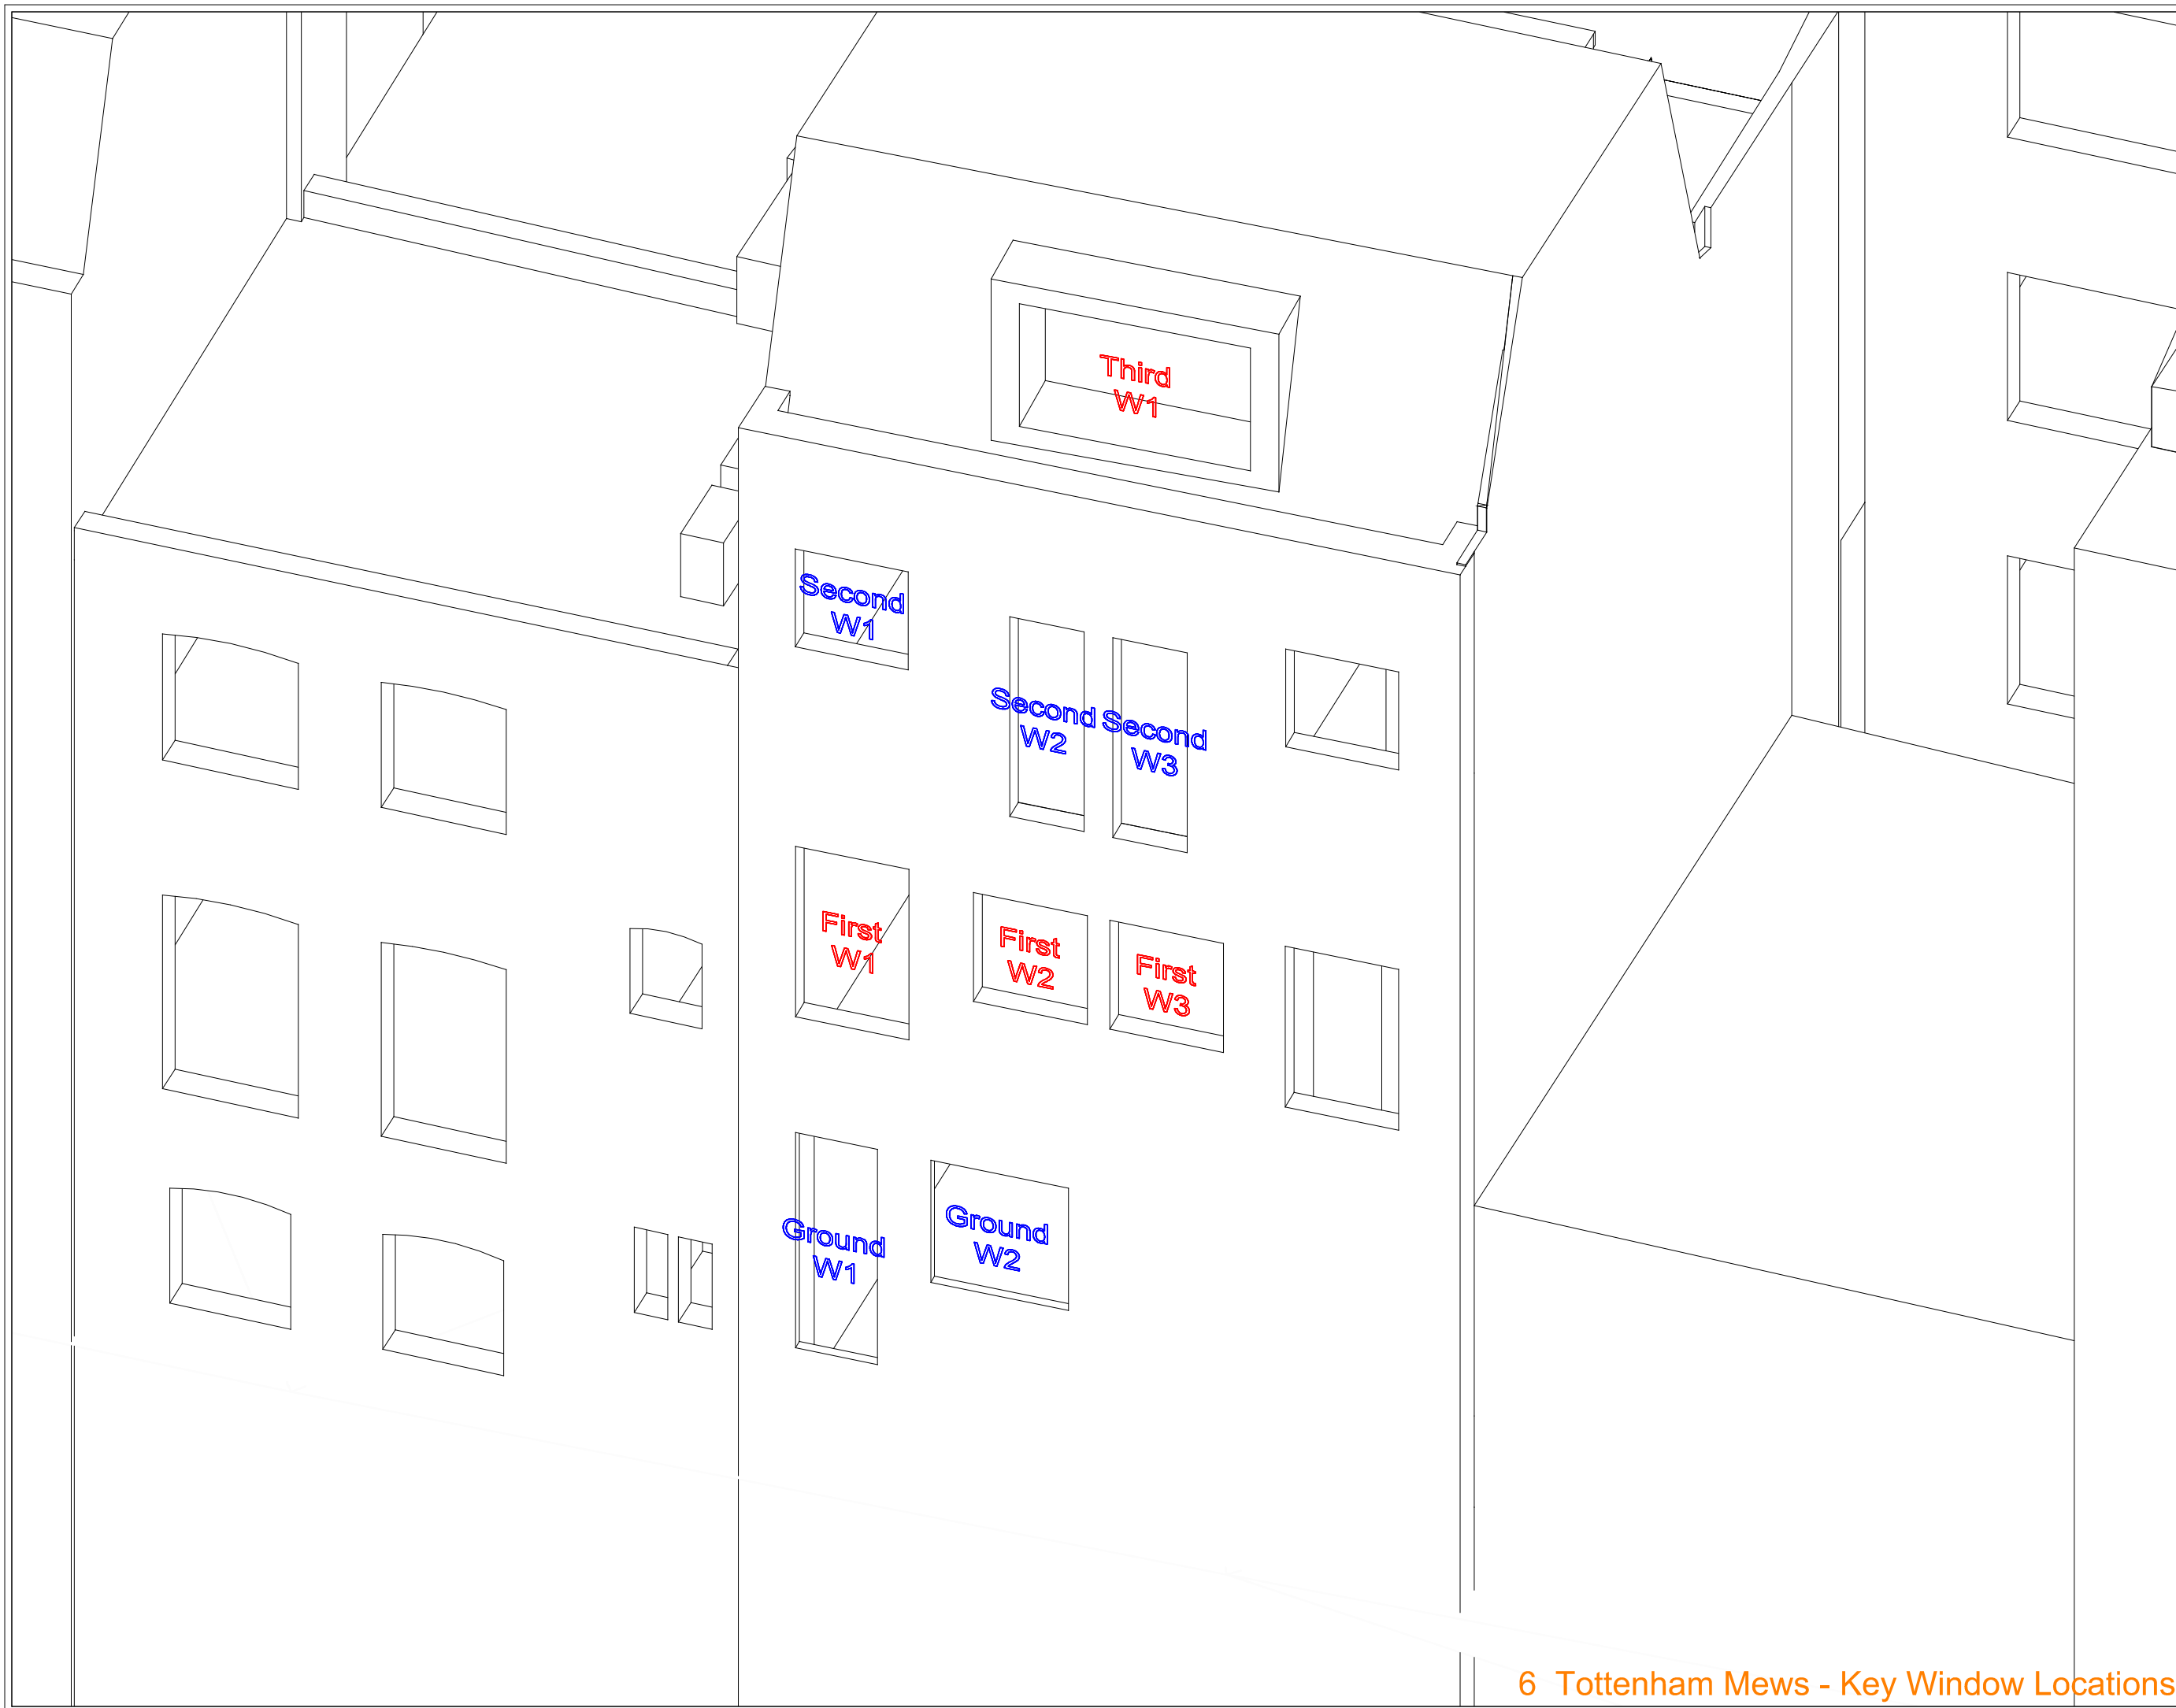 Third
W1
Second
W1
Second
W2
Second
W3
First
W1
First
W2
First
W3
Ground
W1
Ground
W2
6 Tottenham Mews - Key Window Locations